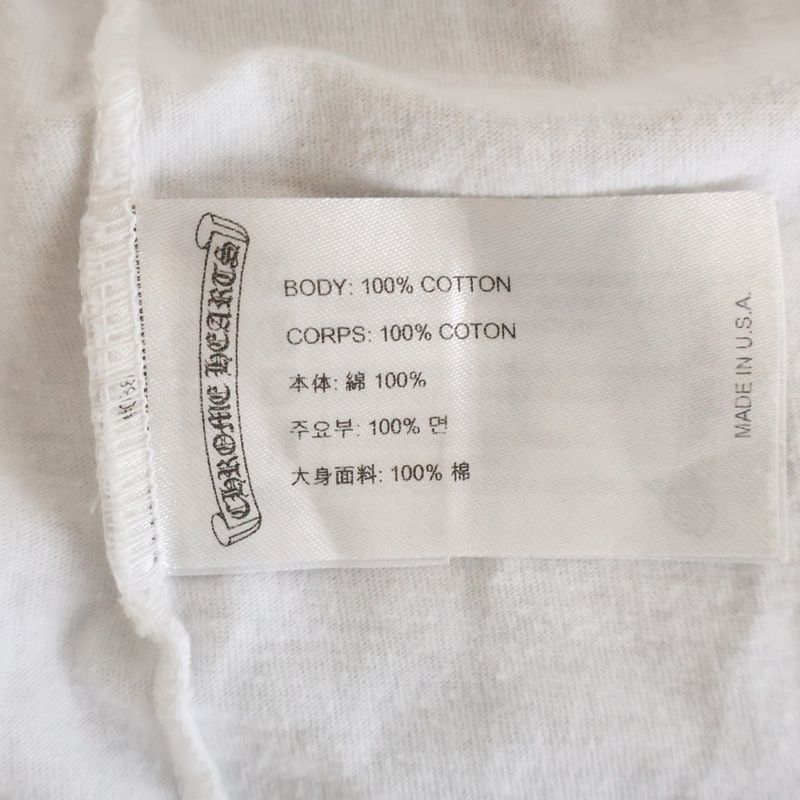 CHROME HEARTS
BODY: 100% COTTON
CORPS: 100% COTON
本体: 綿 100%
주요부: 100% 면
大身面料: 100% 棉
MADE IN U.S.A.